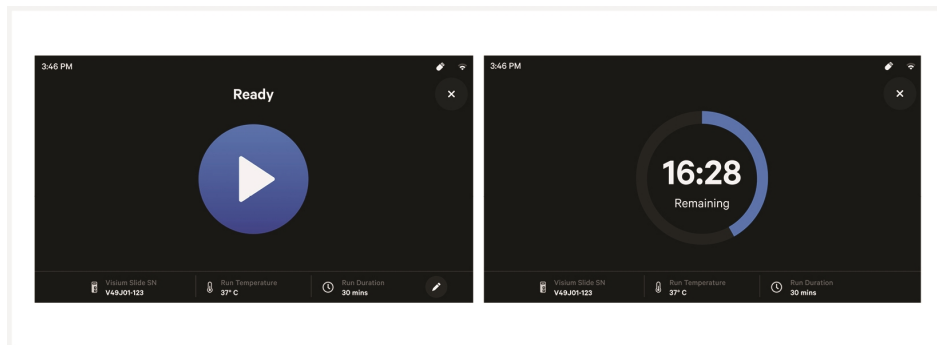 3:46 PM
Ready
Visium Slide SN
V49J01-123
Run Temperature
37° C
Run Duration
30 mins
3:46 PM
16:28
Remaining
Visium Slide SN
V49J01-123
Run Temperature
37° C
Run Duration
30 mins